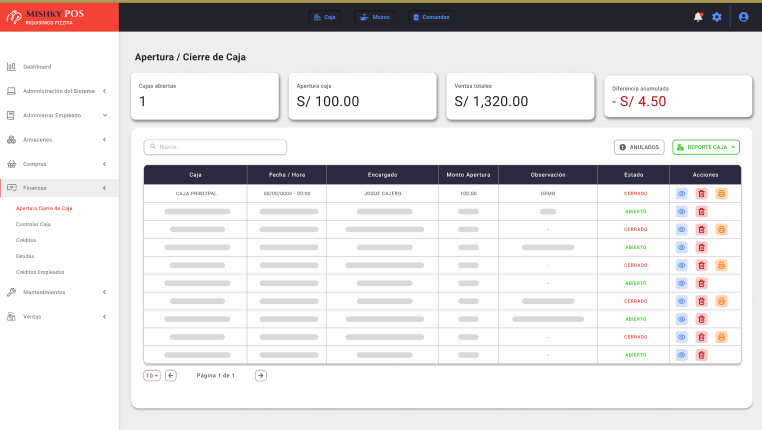 MISHKY POS
INQUISIMOS PIZZITA
Caja
Mozos
Comandas
Dashboard
Administración del Sistema
Administrar Empleado
Almacenes
Compras
Finanzas
Apertura Cierre de Caja
Controlar Caja
Créditos
Deudas
Créditos Empleados
Mantenimientos
Ventas
Apertura / Cierre de Caja
Cajas abiertas
1
Apertura caja
S/ 100.00
Ventas totales
S/ 1,320.00
Diferencia acumulada
- S/ 4.50
Buscar...
ANULADOS
REPORTE CAJA
Caja Fecha / Hora Encargado Monto Apertura Observación Estado Acciones
CAJA PRINCIPAL 00/00/0000 - 00:00 JOSUE CAJERO 100.00 DEMO CERRADO
ABIERTO
- CERRADO
ABIERTO
- CERRADO
- ABIERTO
CERRADO
ABIERTO
- CERRADO
- ABIERTO
10
Página 1 de 1